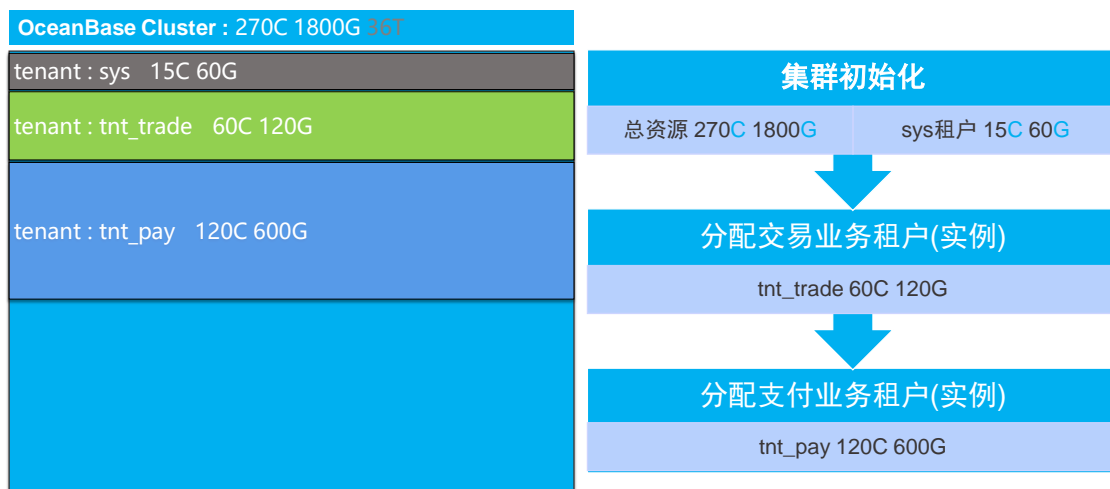 OceanBase Cluster : 270C 1800G 36T
tenant : sys 15C 60G
tenant : tnt_trade 60C 120G
tenant : tnt_pay 120C 600G
集群初始化
总资源 270C 1800G
sys租户 15C 60G
分配交易业务租户(实例)
tnt_trade 60C 120G
分配支付业务租户(实例)
tnt_pay 120C 600G